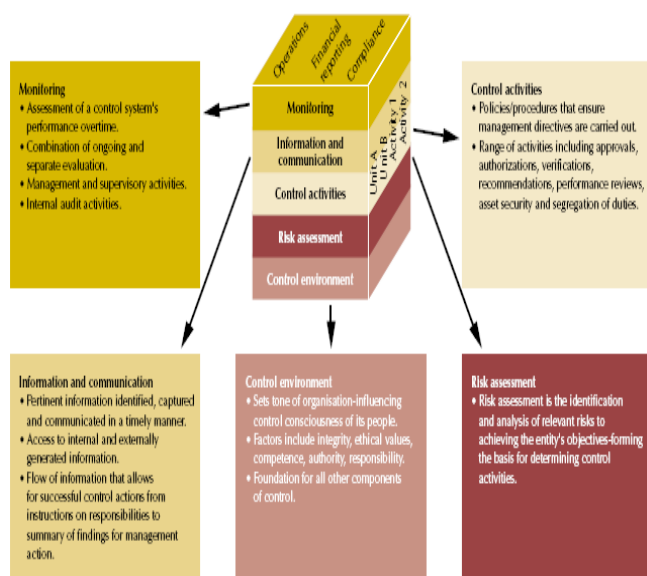 Operations
Financial
reporting
Compliance
Monitoring
Information and
communication
Control activities
Risk assessment
Control environment
Unit A
Unit B
Activity 1
Activity 2
Monitoring
• Assessment of a control system's
performance overtime.
• Combination of ongoing and
separate evaluation.
• Management and supervisory activities.
• Internal audit activities.
Control activities
• Policies/procedures that ensure
management directives are carried out.
• Range of activities including approvals,
authorizations, verifications,
recommendations, performance reviews,
asset security and segregation of duties.
Information and communication
• Pertinent information identified, captured
and communicated in a timely manner.
• Access to internal and externally
generated information.
• Flow of information that allows
for successful control actions from
instructions on responsibilities to
summary of findings for management
action.
Control environment
• Sets tone of organisation-influencing
control consciousness of its people.
• Factors include integrity, ethical values,
competence, authority, responsibility.
• Foundation for all other components
of control.
Risk assessment
• Risk assessment is the identification
and analysis of relevant risks to
achieving the entity's objectives-forming
the basis for determining control
activities.